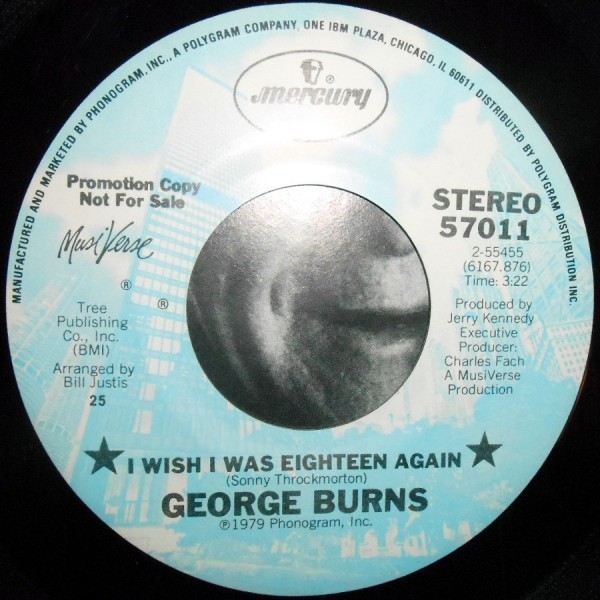 MANUFACTURED AND MARKETED BY PHONOGRAM, INC., A POLYGRAM COMPANY, ONE IBM PLAZA, CHICAGO, IL 60611 DISTRIBUTED BY POLYGRAM DISTRIBUTION INC.
mercury ®
Promotion Copy
Not For Sale
MusiVerse
® ®
Tree
Publishing
Co., Inc.
(BMI)
Arranged by
Bill Justis
25
STEREO
57011
2-55455
(6167.876)
Time: 3:22
Produced by
Jerry Kennedy
Executive
Producer:
Charles Fach
A MusiVerse
Production
★ I WISH I WAS EIGHTEEN AGAIN ★
(Sonny Throckmorton)
GEORGE BURNS
℗1979 Phonogram, Inc.